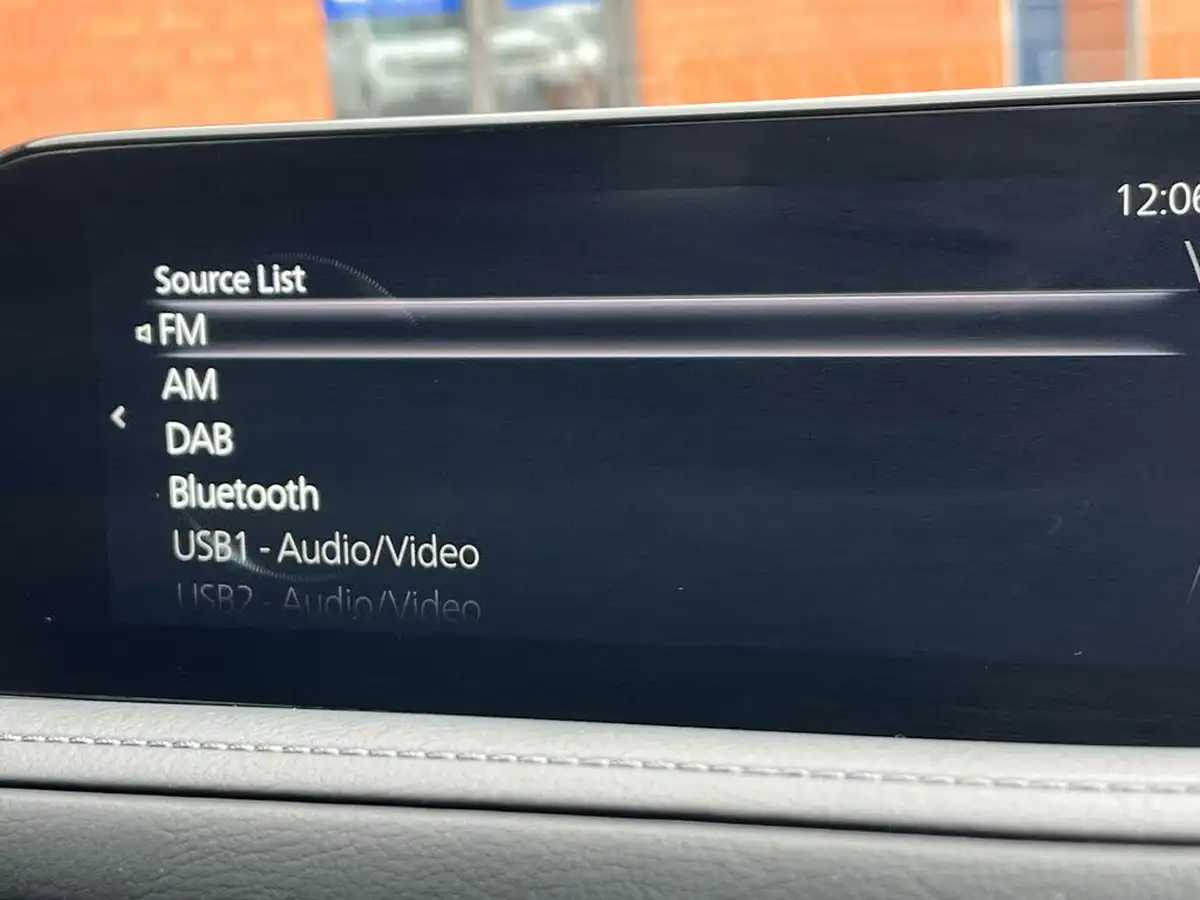 12:06
Source List
FM
AM
DAB
Bluetooth
USB1 - Audio/Video
USB2 - Audio/Video